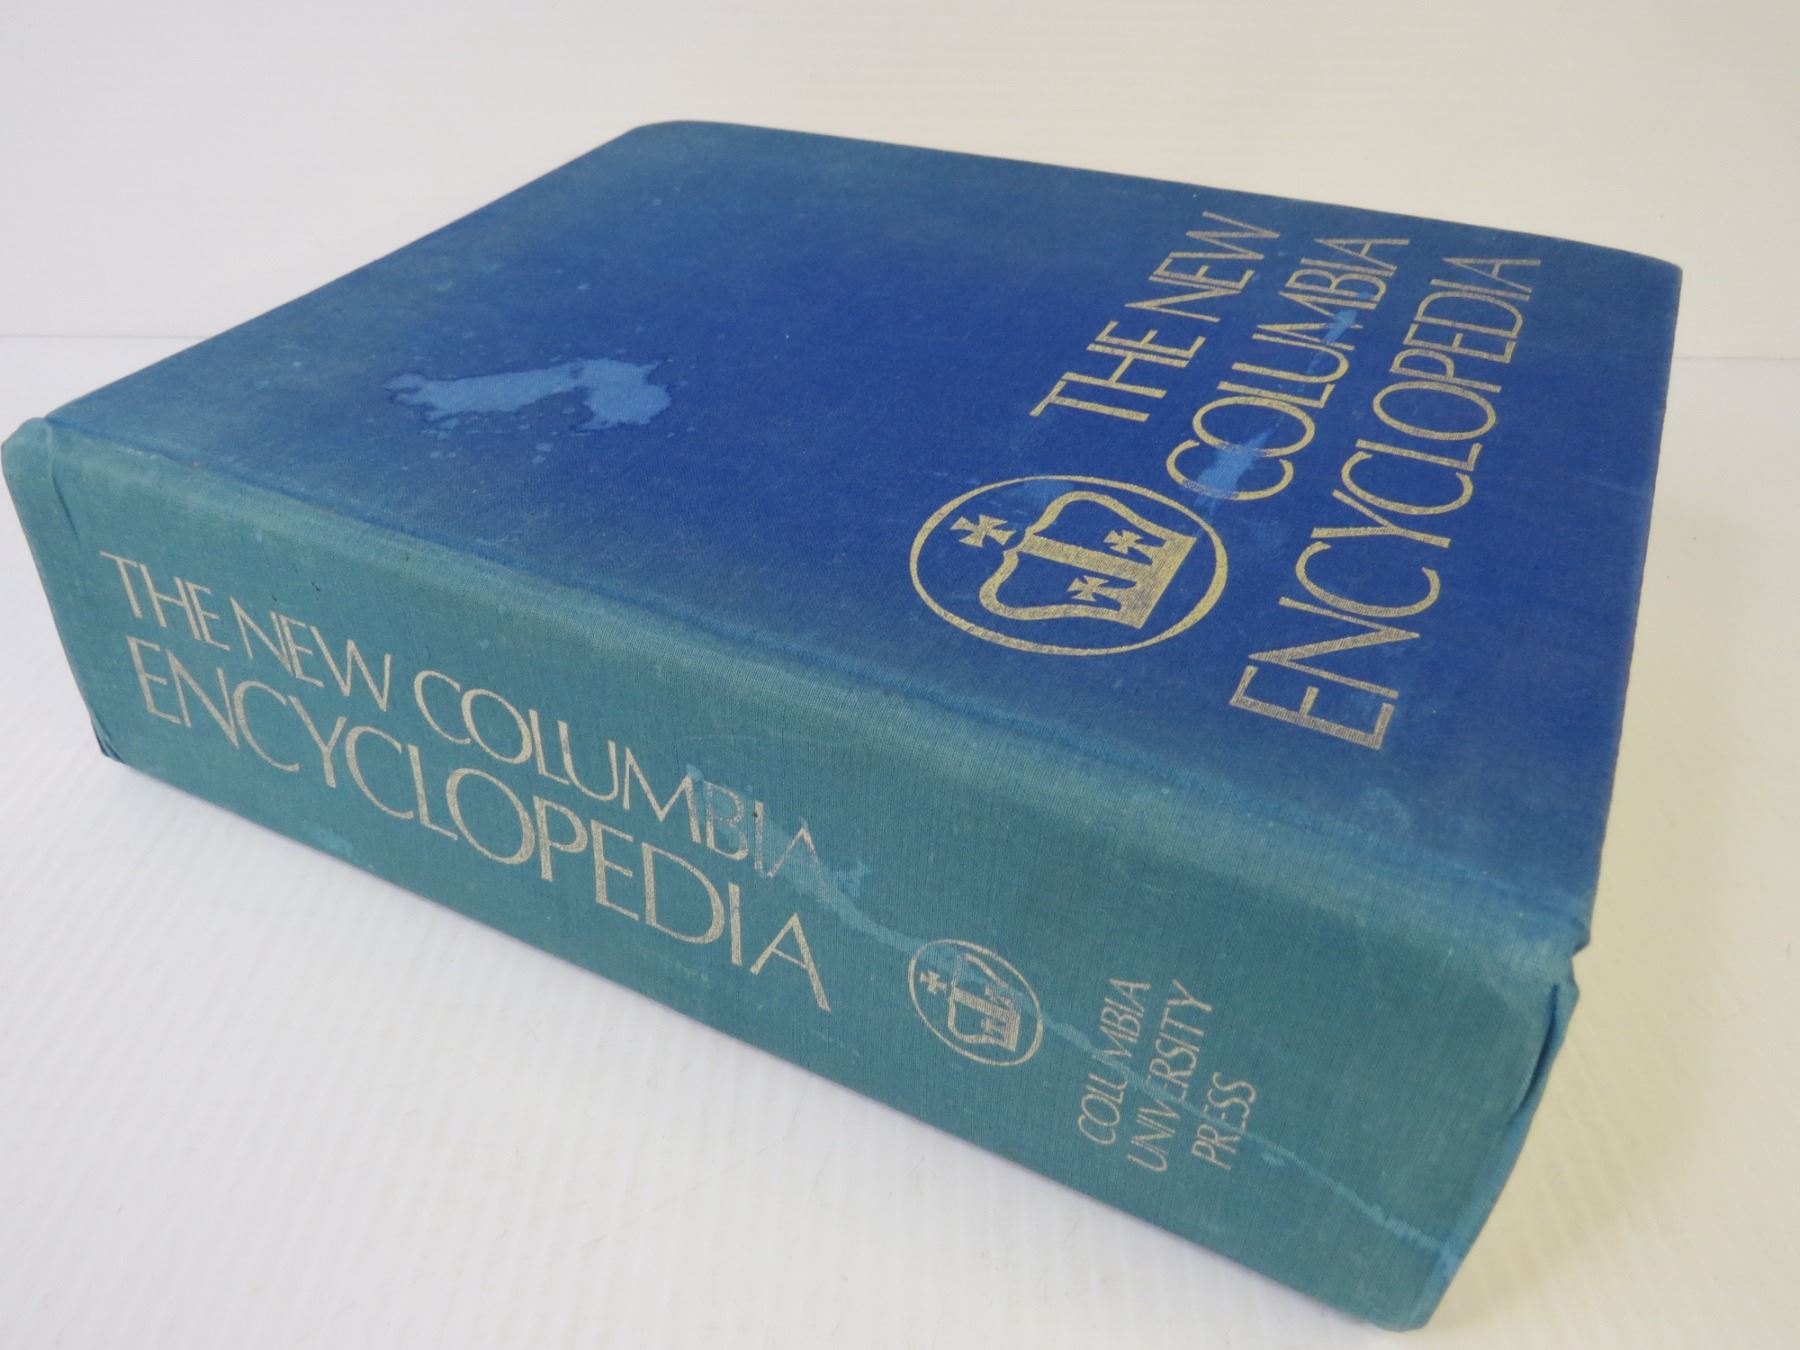 THE NEW
COLUMBIA
ENCYCLOPEDIA
THE NEW COLUMBIA
ENCYCLOPEDIA
COLUMBIA
UNIVERSITY
PRESS